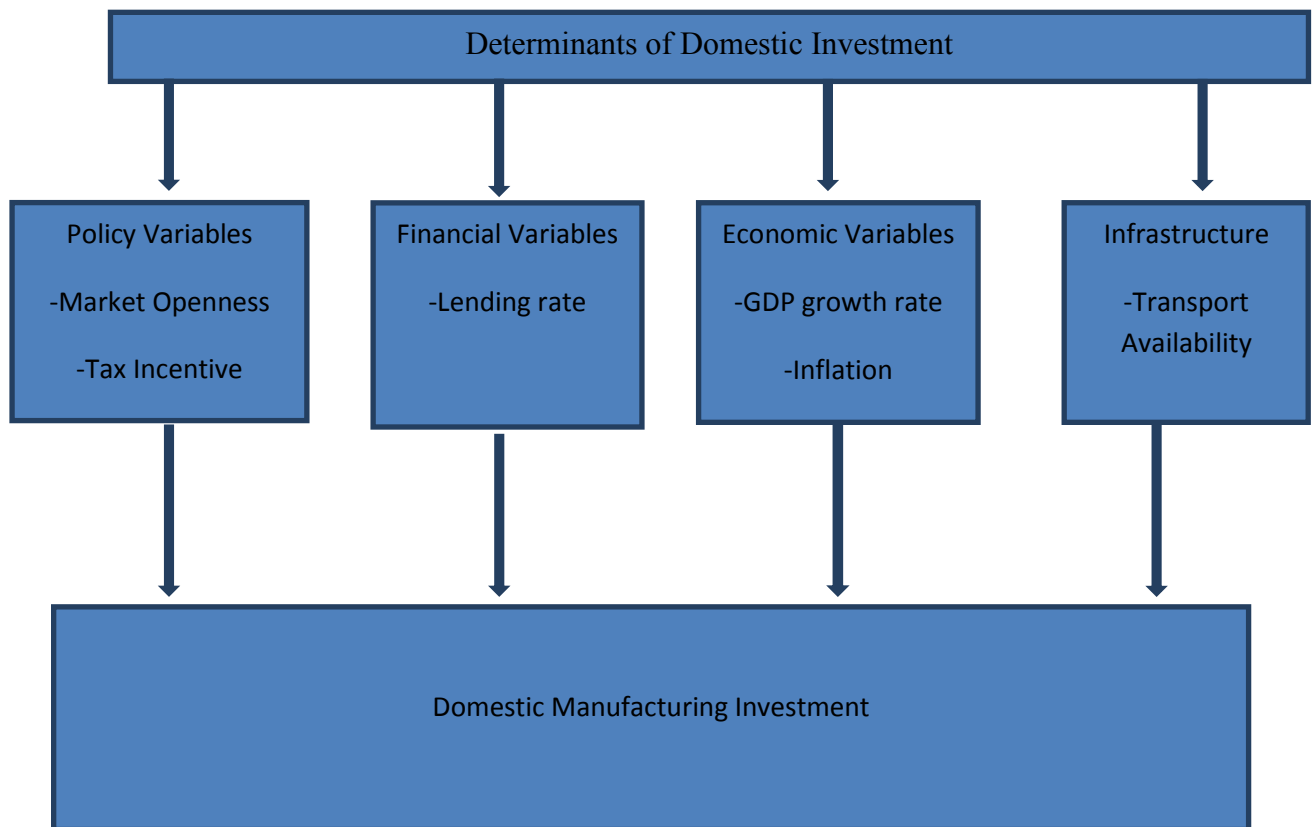 Determinants of Domestic Investment
Policy Variables
-Market Openness
-Tax Incentive
Financial Variables
-Lending rate
Economic Variables
-GDP growth rate
-Inflation
Infrastructure
-Transport
Availability
Domestic Manufacturing Investment